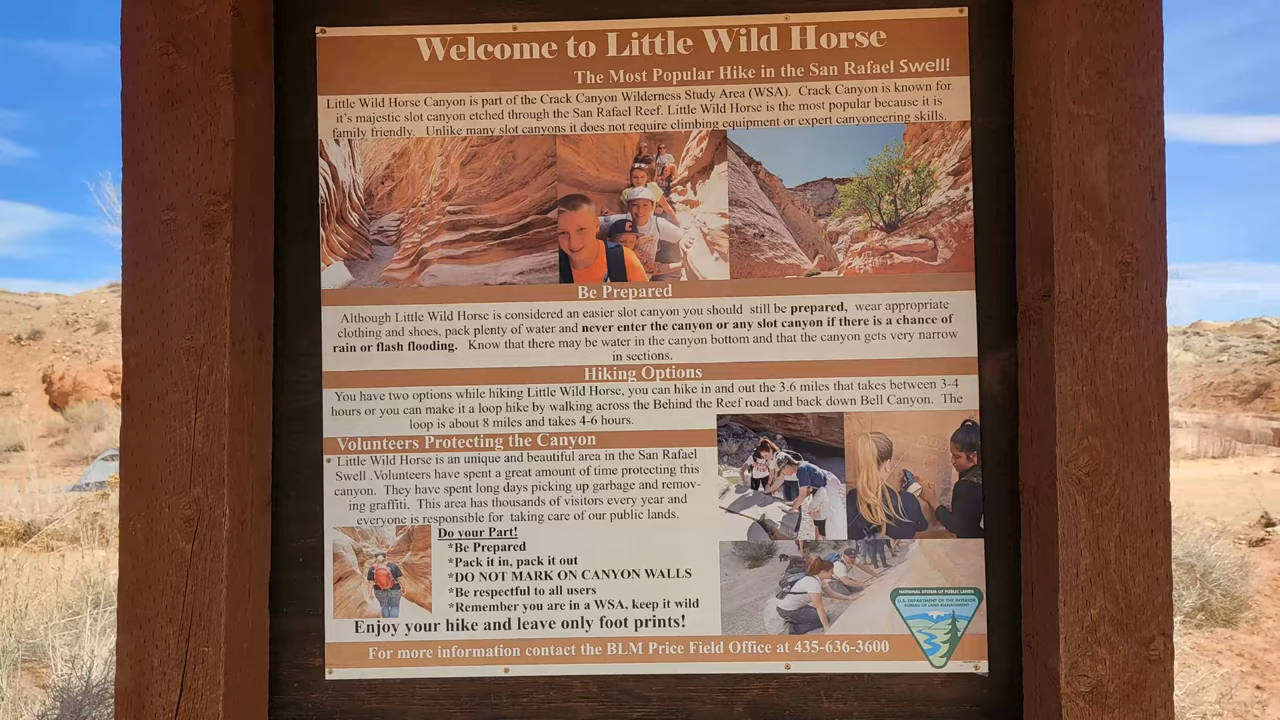 Welcome to Little Wild Horse
The Most Popular Hike in the San Rafael Swell!
Little Wild Horse Canyon is part of the Crack Canyon Wilderness Study Area (WSA). Crack Canyon is known for
it's majestic slot canyon etched through the San Rafael Reef. Little Wild Horse is the most popular because it is
family friendly. Unlike many slot canyons it does not require climbing equipment or expert canyoneering skills.
Be Prepared
Although Little Wild Horse is considered an easier slot canyon you should still be prepared, wear appropriate
clothing and shoes, pack plenty of water and never enter the canyon or any slot canyon if there is a chance of
rain or flash flooding. Know that there may be water in the canyon bottom and that the canyon gets very narrow
in sections.
Hiking Options
You have two options while hiking Little Wild Horse, you can hike in and out the 3.6 miles that takes between 3-4
hours or you can make it a loop hike by walking across the Behind the Reef road and back down Bell Canyon. The
loop is about 8 miles and takes 4-6 hours.
Volunteers Protecting the Canyon
Little Wild Horse is an unique and beautiful area in the San Rafael
Swell .Volunteers have spent a great amount of time protecting this
canyon. They have spent long days picking up garbage and remov-
ing graffiti. This area has thousands of visitors every year and
everyone is responsible for taking care of our public lands.
Do your Part!
*Be Prepared
*Pack it in, pack it out
*DO NOT MARK ON CANYON WALLS
*Be respectful to all users
*Remember you are in a WSA, keep it wild
Enjoy your hike and leave only foot prints!
NATIONAL SYSTEM OF PUBLIC LANDS
U.S. DEPARTMENT OF THE INTERIOR
BUREAU OF LAND MANAGEMENT
For more information contact the BLM Price Field Office at 435-636-3600